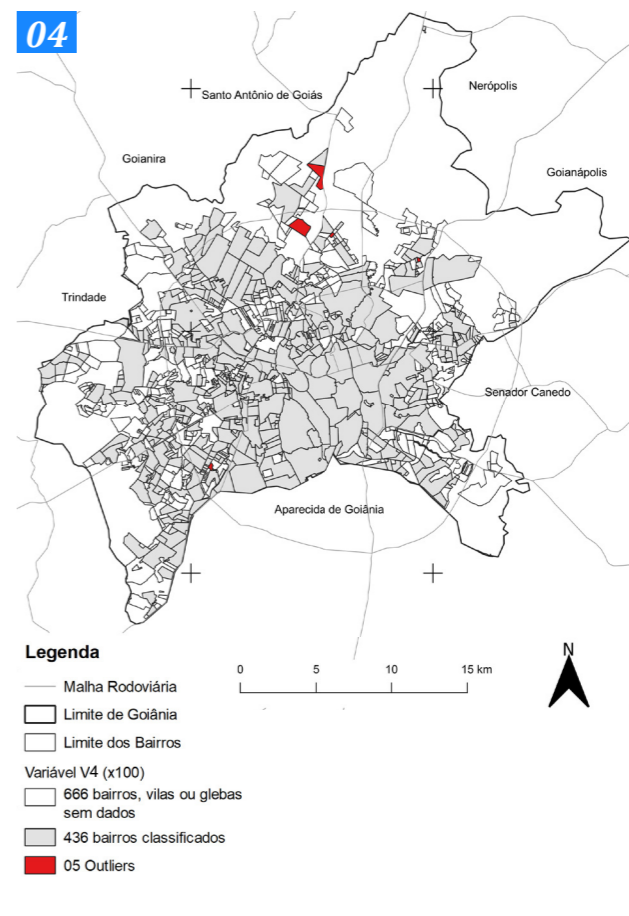 04
Santo Antônio de Goiás
Nerópolis
Goianira
Goianápolis
Trindade
Senador Canedo
Aparecida de Goiânia
Legenda
Malha Rodoviária
Limite de Goiânia
Limite dos Bairros
Variável V4 (x100)
666 bairros, vilas ou glebas
sem dados
436 bairros classificados
05 Outliers
0 5 10 15 km
N